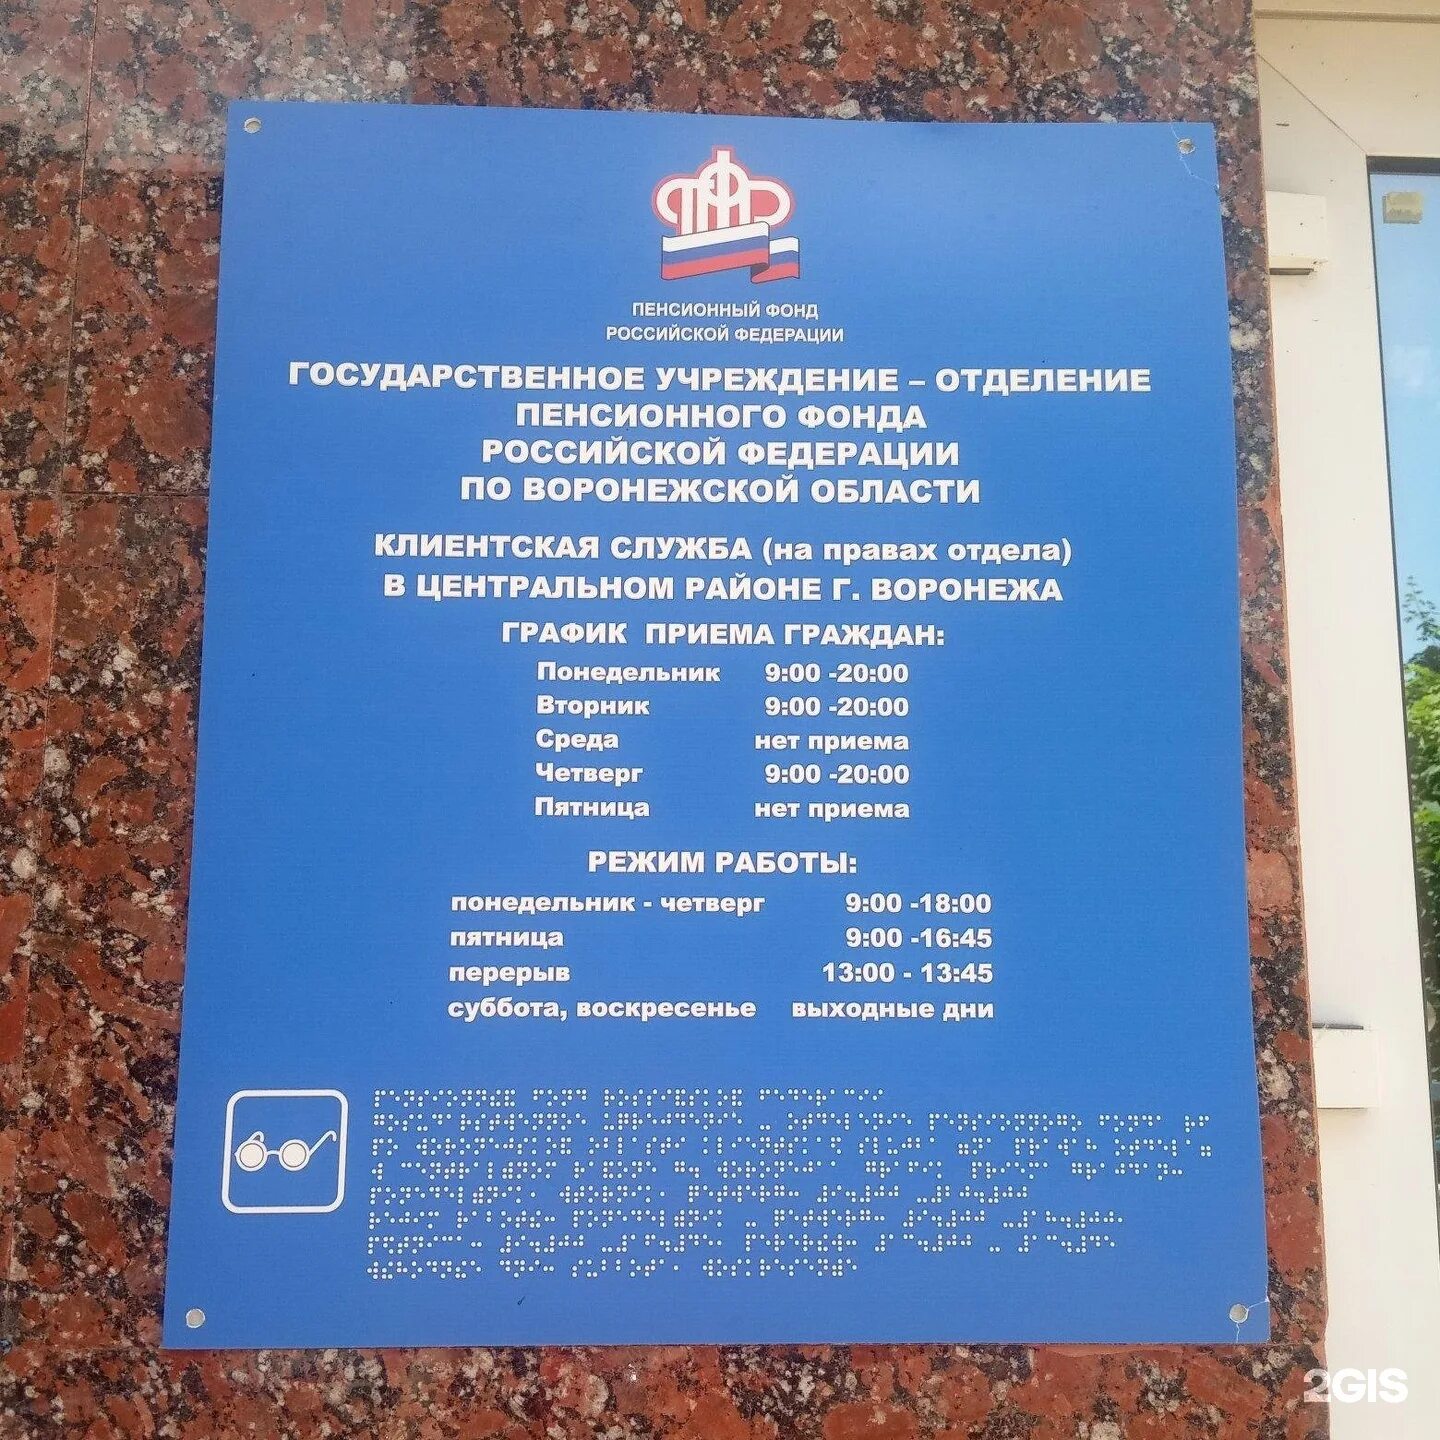 ПЕНСИОННЫЙ ФОНД
РОССИЙСКОЙ ФЕДЕРАЦИИ
ГОСУДАРСТВЕННОЕ УЧРЕЖДЕНИЕ – ОТДЕЛЕНИЕ
ПЕНСИОННОГО ФОНДА
РОССИЙСКОЙ ФЕДЕРАЦИИ
ПО ВОРОНЕЖСКОЙ ОБЛАСТИ
КЛИЕНТСКАЯ СЛУЖБА (на правах отдела)
В ЦЕНТРАЛЬНОМ РАЙОНЕ Г. ВОРОНЕЖА
ГРАФИК ПРИЕМА ГРАЖДАН:
Понедельник 9:00 -20:00
Вторник 9:00 -20:00
Среда нет приема
Четверг 9:00 -20:00
Пятница нет приема
РЕЖИМ РАБОТЫ:
понедельник - четверг 9:00 -18:00
пятница 9:00 -16:45
перерыв 13:00 - 13:45
суббота, воскресенье выходные дни
2GIS